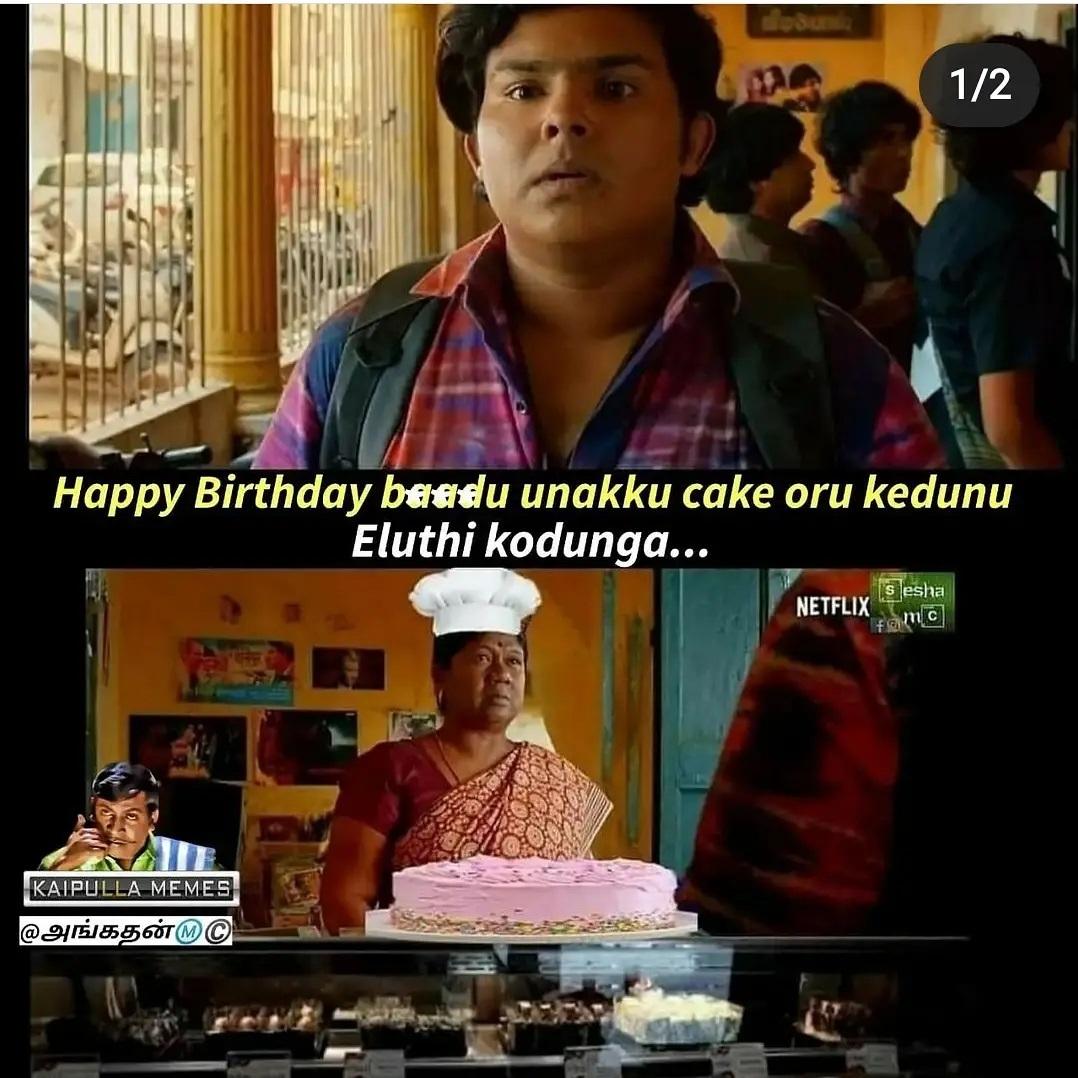 1/2
Happy Birthday baadu unakku cake oru kedunu
Eluthi kodunga...
NETFLIX
Sesha
mc
KAIPULLA MEMES
@அங்கதன்ⓂⒸ